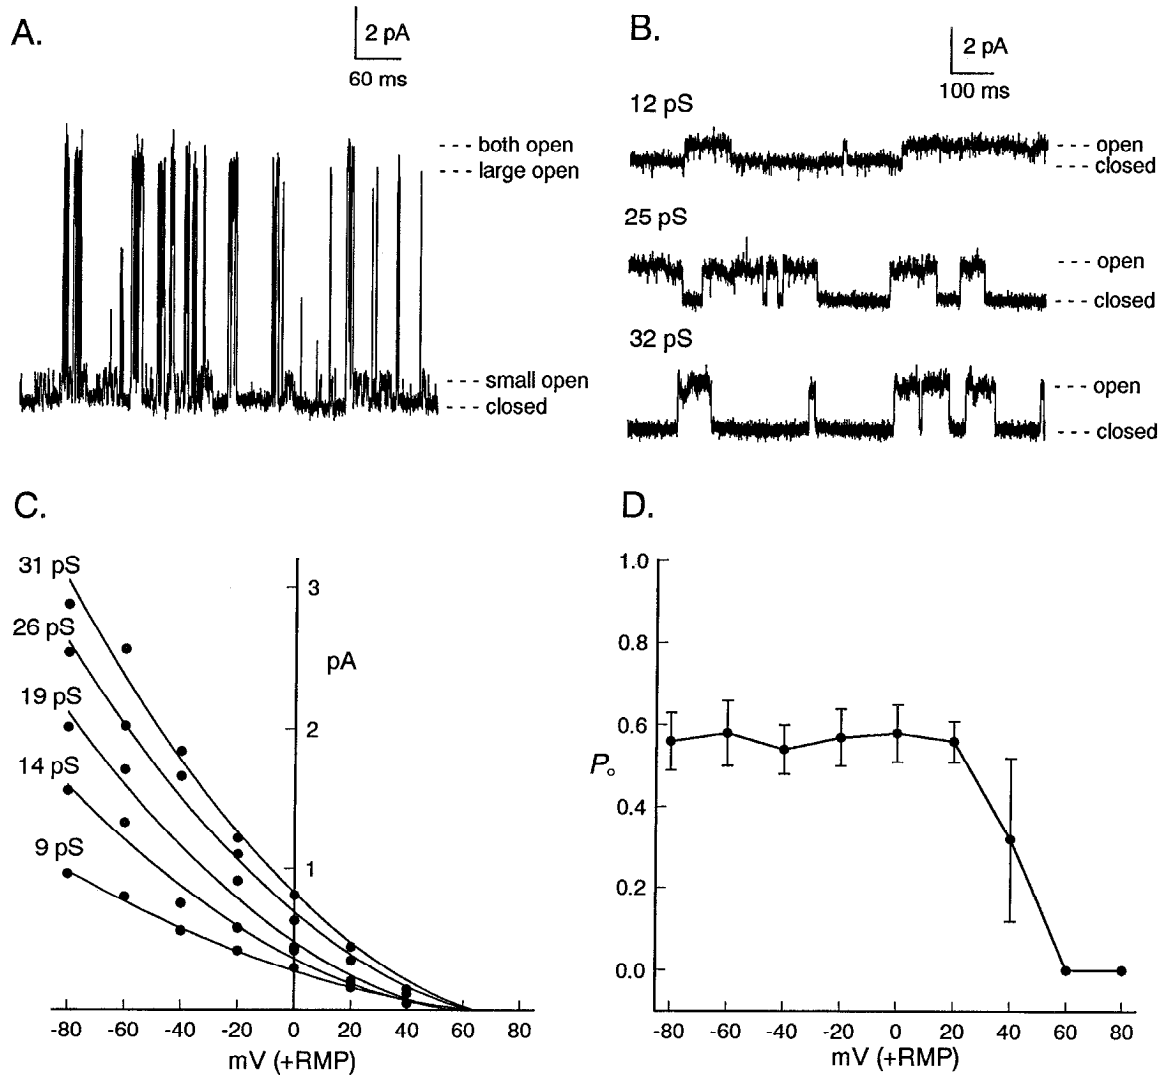 A.
2 pA
60 ms
both open
large open
small open
closed
B.
2 pA
100 ms
12 pS
open
closed
25 pS
open
closed
32 pS
open
closed
C.
31 pS
26 pS
19 pS
14 pS
9 pS
3
pA
2
1
-80 -60 -40 -20 0 20 40 60 80
mV (+RMP)
D.
1.0
0.8
0.6
Po
0.4
0.2
0.0
-80 -60 -40 -20 0 20 40 60 80
mV (+RMP)